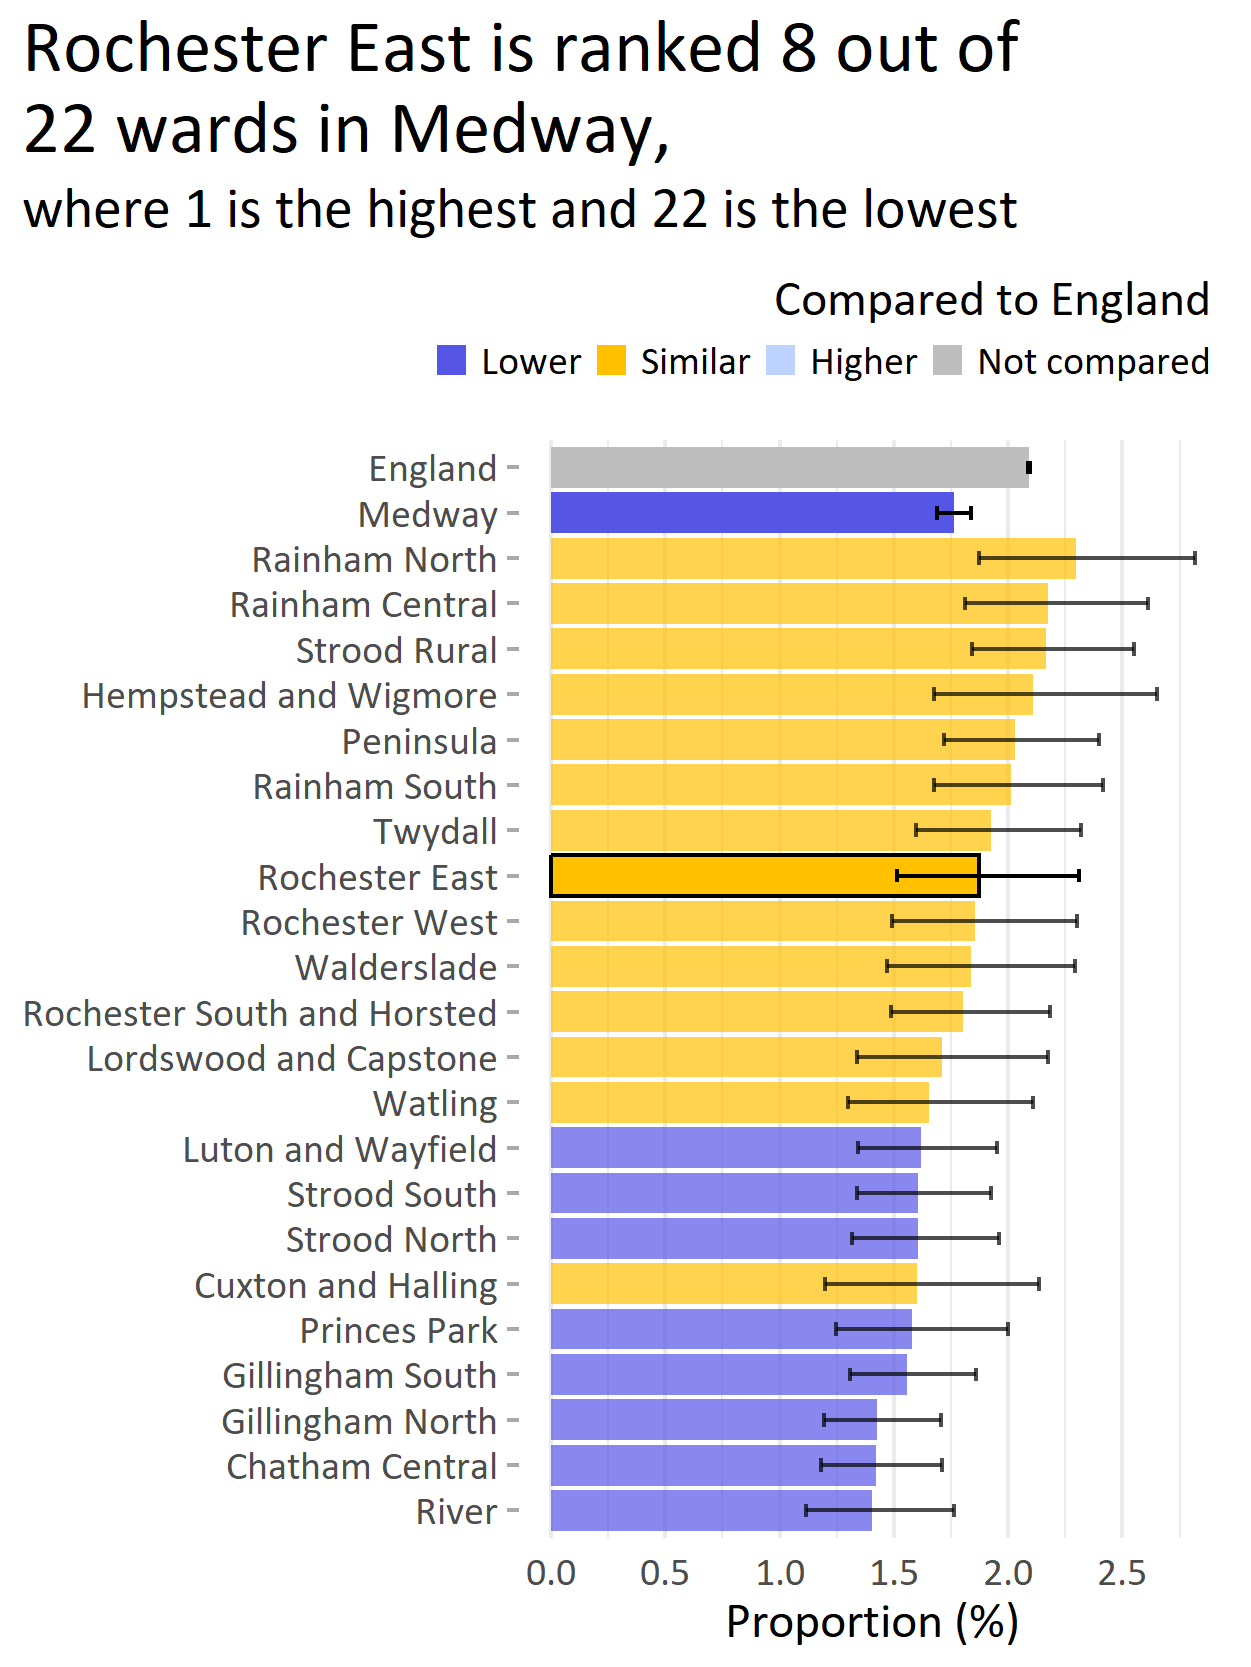 Rochester East is ranked 8 out of
22 wards in Medway,
where 1 is the highest and 22 is the lowest
Compared to England
Lower Similar Higher Not compared
England
Medway
Rainham North
Rainham Central
Strood Rural
Hempstead and Wigmore
Peninsula
Rainham South
Twydall
Rochester East
Rochester West
Walderslade
Rochester South and Horsted
Lordswood and Capstone
Watling
Luton and Wayfield
Strood South
Strood North
Cuxton and Halling
Princes Park
Gillingham South
Gillingham North
Chatham Central
River
0.0 0.5 1.0 1.5 2.0 2.5
Proportion (%)